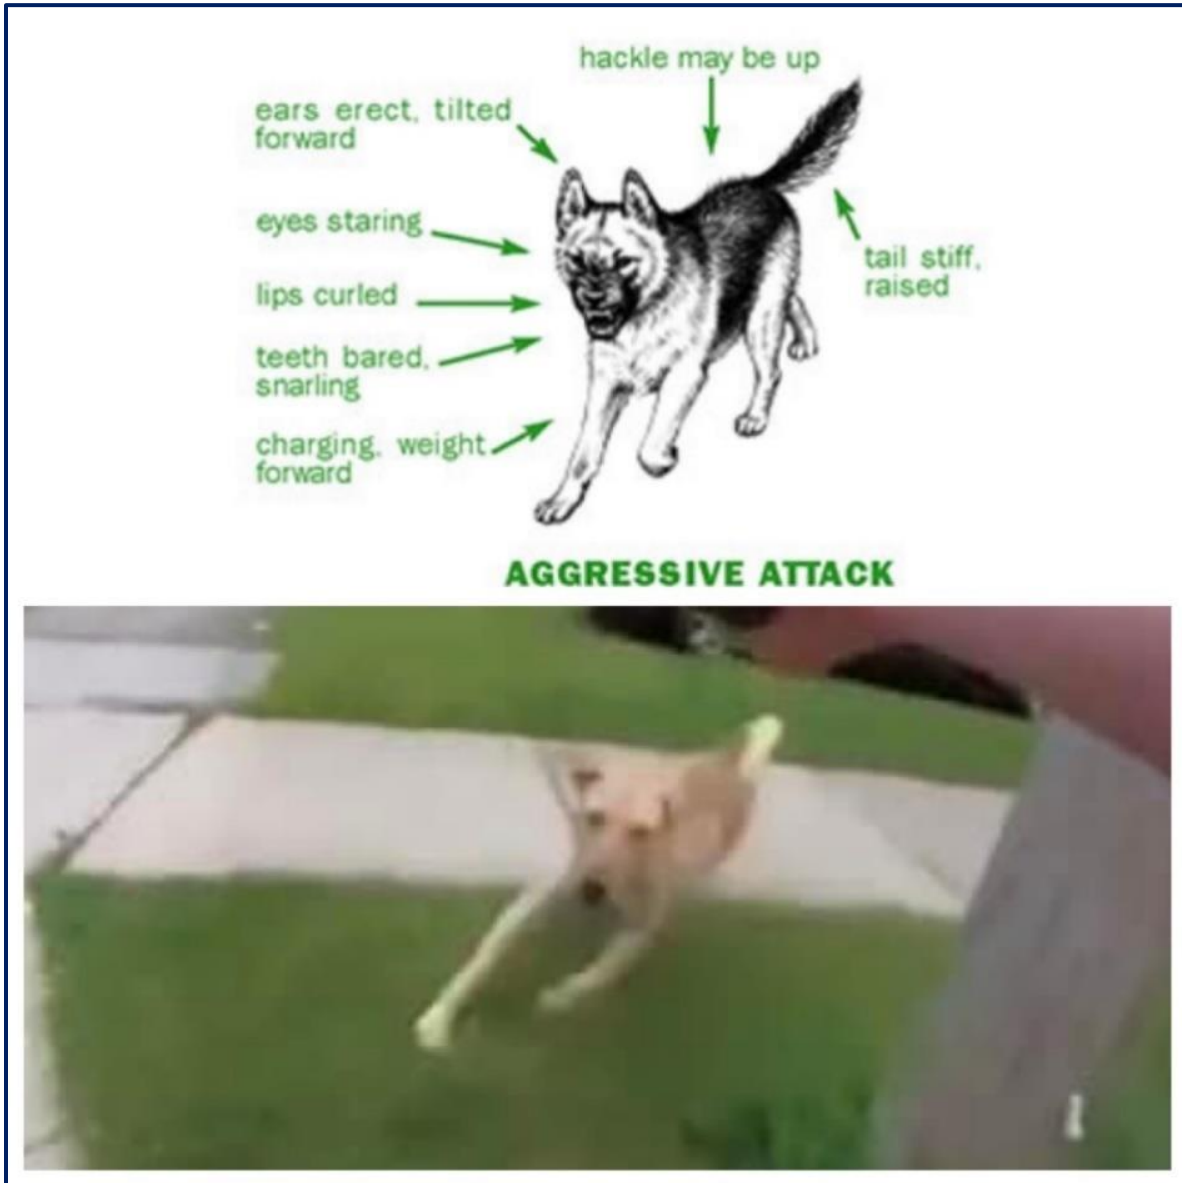 hackle may be up
ears erect, tilted
forward
eyes staring
lips curled
tail stiff,
raised
teeth bared,
snarling
charging, weight
forward
AGGRESSIVE ATTACK